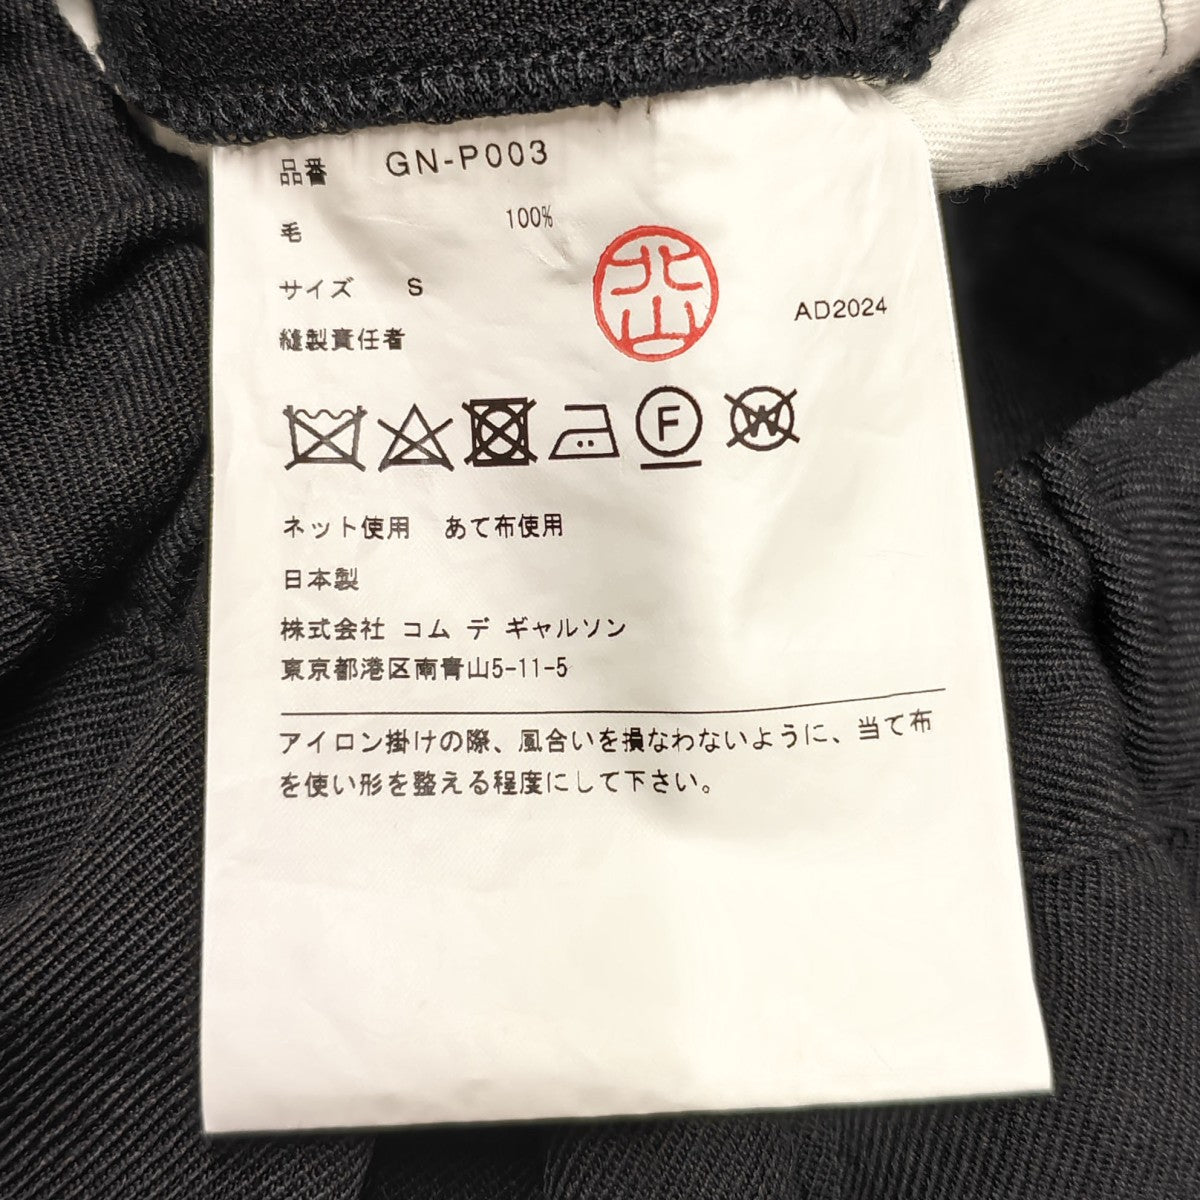 品番 GN-P003
毛 100%
サイズ S
北山
AD2024
縫製責任者
F
W
ネット使用 あて布使用
日本製
株式会社 コム デ ギャルソン
東京都港区南青山5-11-5
アイロン掛けの際、風合いを損なわないように、当て布
を使い形を整える程度にして下さい。